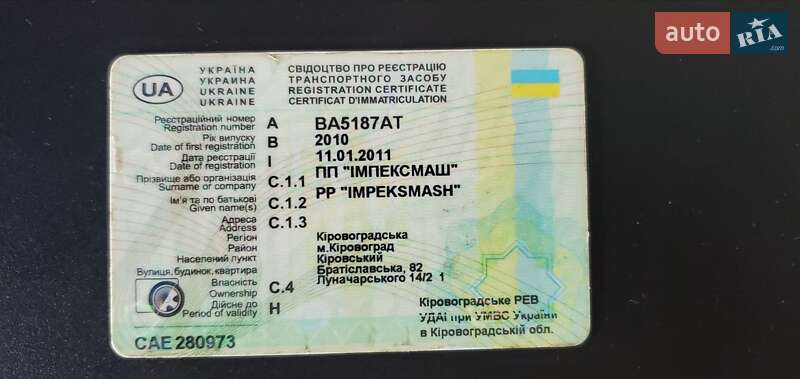 auto RIA.com
УКРАЇНА СВІДОЦТВО ПРО РЕЄСТРАЦІЮ
УКРАИНА ТРАНСПОРТНОГО ЗАСОБУ
UA UKRAINE REGISTRATION CERTIFICATE
UKRAINE CERTIFICAT D'IMMATRICULATION
Реєстраційний номер
Registration number A BA5187AT
Рік випуску
Date of first registration B 2010
Дата реєстрації
Date of registration I 11.01.2011
Прізвище або організація
Surname or company C.1.1 ПП "ІМПЕКСМАШ"
Ім'я та по батькові
Given name(s) C.1.2 PP "IMPEKSMASH"
Адреса
Address C.1.3
Регіон Кіровоградська
Район м.Кіровоград
Населений пункт Кіровський
Вулиця, будинок, квартира Братіславська, 82
Луначарського 14/2 1
Власність
Ownership C.4
Дійсне до
Period of validity H
Кіровоградське РЕВ
УДАІ при УМВС України
в Кіровоградській обл.
CAE 280973